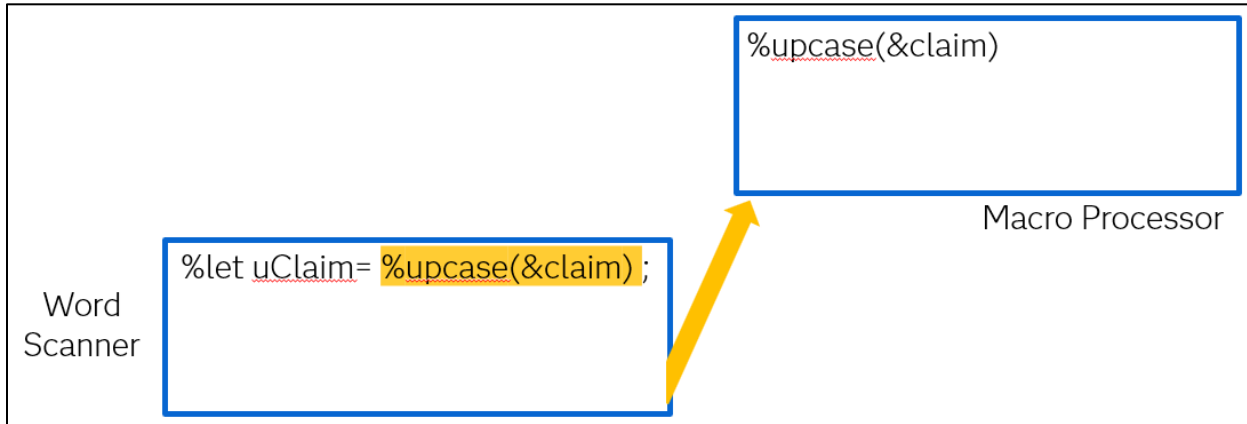 %upcase(&claim)
Macro Processor
%let uClaim= %upcase(&claim) ;
Word
Scanner